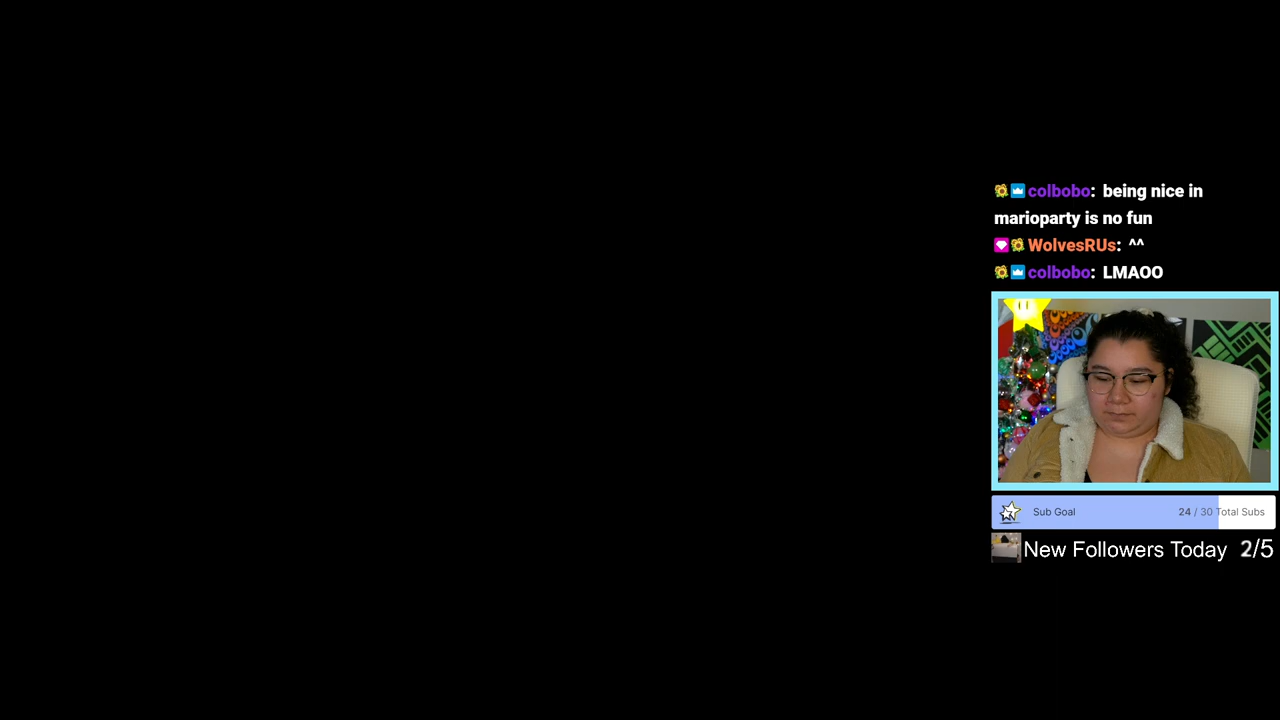 colbobo: being nice in
marioparty is no fun
WolvesRUs: ^^
colbobo: LMAOO
Sub Goal 24 / 30 Total Subs
New Followers Today 2/5